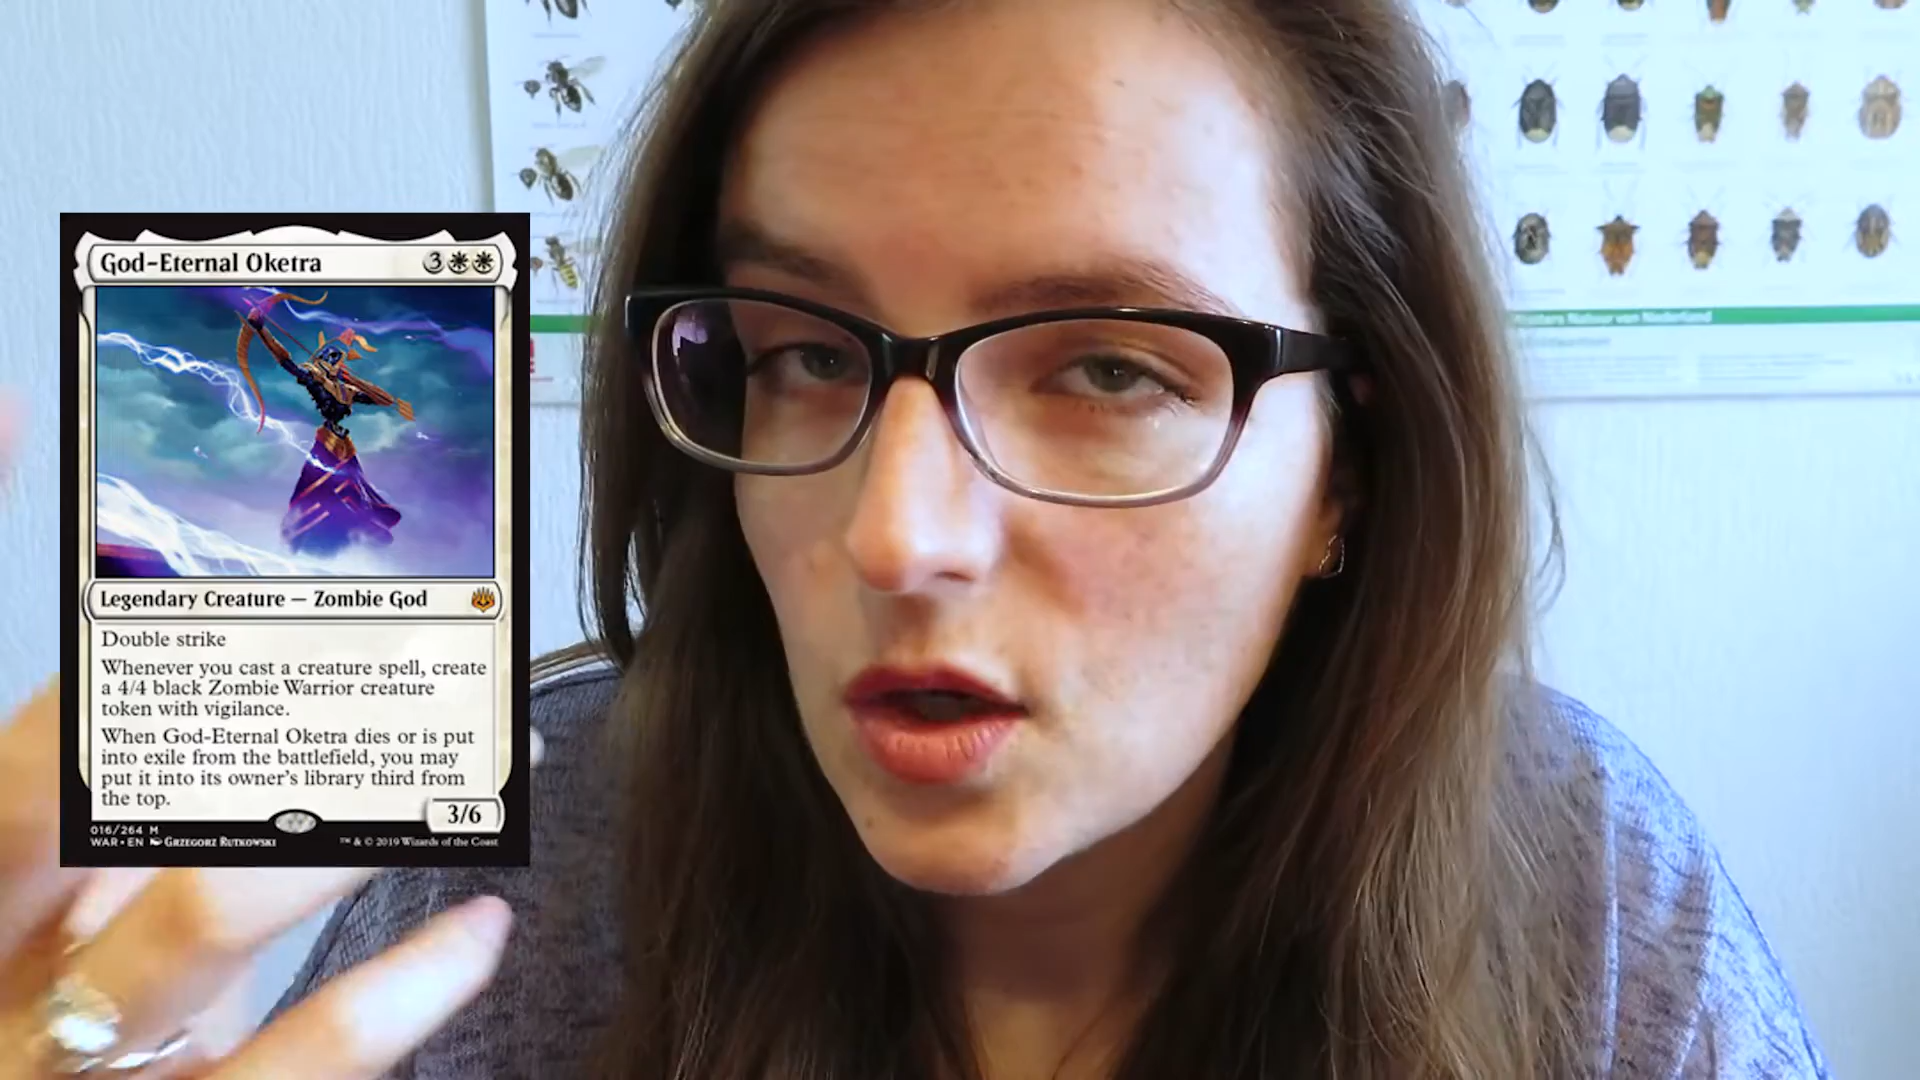 God-Eternal Oketra 3
Legendary Creature — Zombie God
Double strike
Whenever you cast a creature spell, create
a 4/4 black Zombie Warrior creature
token with vigilance.
When God-Eternal Oketra dies or is put
into exile from the battlefield, you may
put it into its owner's library third from
the top.
3/6
016/264 M
WAR • EN Grzegorz Rutkowski
™ & © 2019 Wizards of the Coast